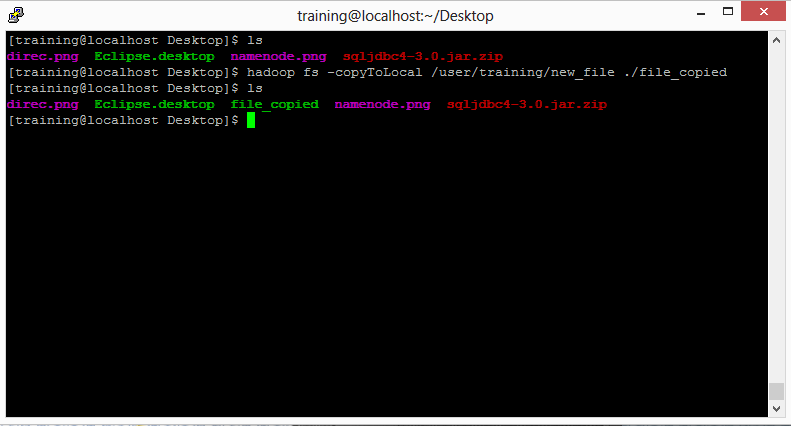 training@localhost:~/Desktop
[training@localhost Desktop]$ ls
direc.png  Eclipse.desktop  namenode.png  sqljdbc4-3.0.jar.zip
[training@localhost Desktop]$ hadoop fs -copyToLocal /user/training/new_file ./file_copied
[training@localhost Desktop]$ ls
direc.png  Eclipse.desktop  file_copied  namenode.png  sqljdbc4-3.0.jar.zip
[training@localhost Desktop]$